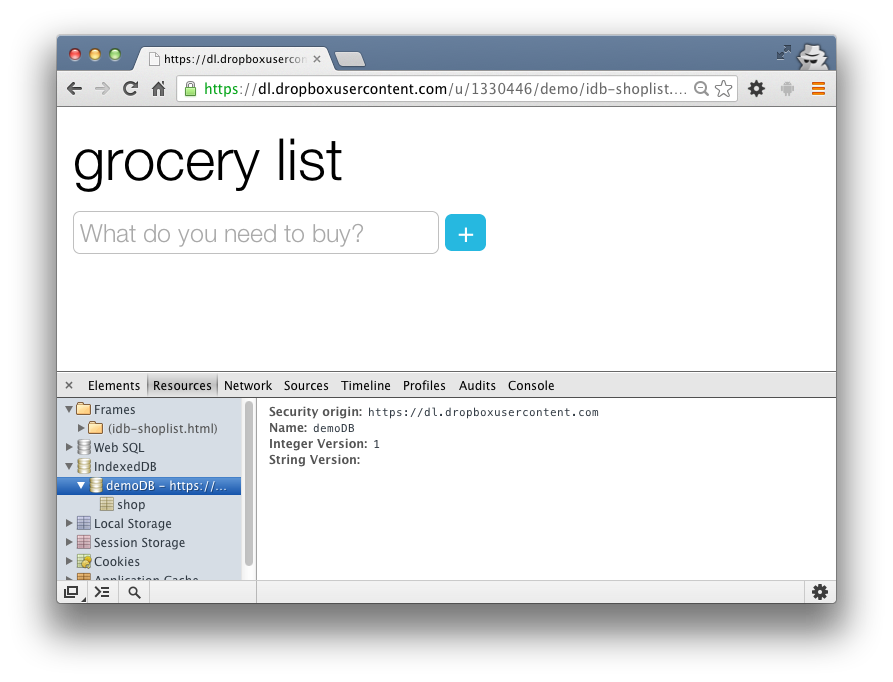 https://dl.dropboxusercon
https://dl.dropboxusercontent.com/u/1330446/demo/idb-shoplist....
grocery list
What do you need to buy?
+
Elements Resources Network Sources Timeline Profiles Audits Console
Frames
(idb-shoplist.html)
Web SQL
IndexedDB
demoDB – https://...
shop
Local Storage
Session Storage
Cookies
Application Cache
Security origin: https://dl.dropboxusercontent.com
Name: demoDB
Integer Version: 1
String Version: